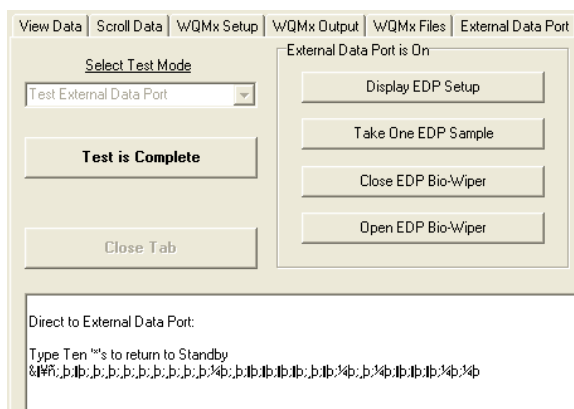 View Data Scroll Data WQMx Setup WQMx Output WQMx Files External Data Port
Select Test Mode
Test External Data Port
Test is Complete
Close Tab
External Data Port is On
Display EDP Setup
Take One EDP Sample
Close EDP Bio-Wiper
Open EDP Bio-Wiper
Direct to External Data Port:
Type Ten '*'s to return to Standby